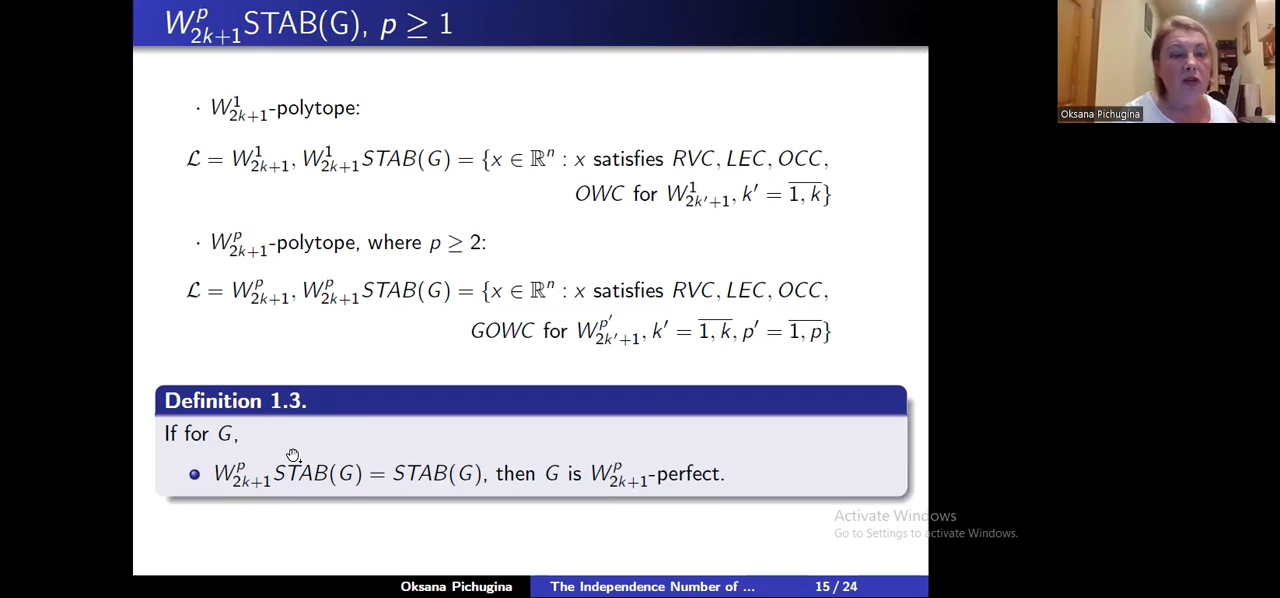 W^p_{2k+1}STAB(G), p ≥ 1
· W^1_{2k+1}-polytope:
ℒ = W^1_{2k+1}, W^1_{2k+1}STAB(G) = {x ∈ ℝ^n : x satisfies RVC, LEC, OCC,
OWC for W^1_{2k′+1}, k′ = \overline{1, k}}
· W^p_{2k+1}-polytope, where p ≥ 2:
ℒ = W^p_{2k+1}, W^p_{2k+1}STAB(G) = {x ∈ ℝ^n : x satisfies RVC, LEC, OCC,
GOWC for W^{p′}_{2k′+1}, k′ = \overline{1, k}, p′ = \overline{1, p}}
Definition 1.3.
If for G,
W^p_{2k+1}STAB(G) = STAB(G), then G is W^p_{2k+1}-perfect.
Activate Windows
Go to Settings to Activate Windows.
Oksana Pichugina The Independence Number of ... 15 / 24
Oksana Pichugina